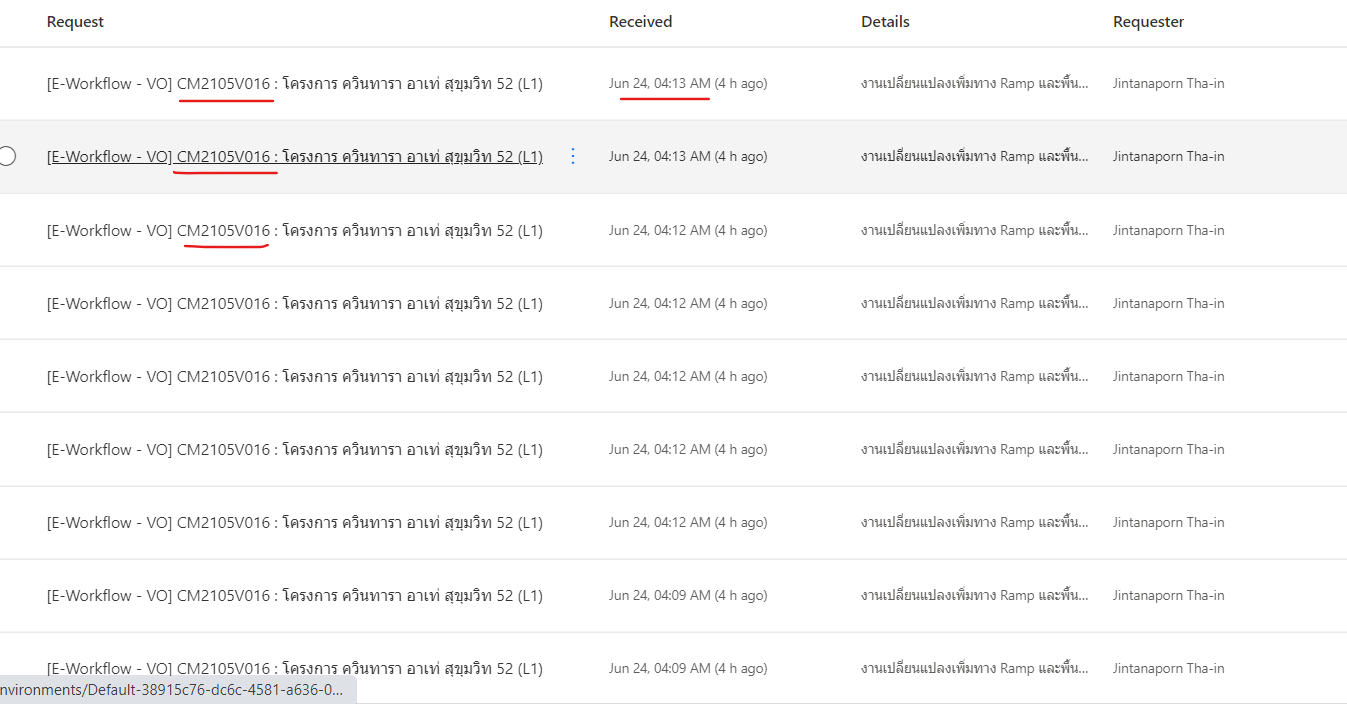 Request Received Details Requester
[E-Workflow - VO] CM2105V016 : โครงการ ควินทารา อาเท่ สุขุมวิท 52 (L1) Jun 24, 04:13 AM (4 h ago) งานเปลี่ยนแปลงเพิ่มทาง Ramp และพื้น... Jintanaporn Tha-in
[E-Workflow - VO] CM2105V016 : โครงการ ควินทารา อาเท่ สุขุมวิท 52 (L1) Jun 24, 04:13 AM (4 h ago) งานเปลี่ยนแปลงเพิ่มทาง Ramp และพื้น... Jintanaporn Tha-in
[E-Workflow - VO] CM2105V016 : โครงการ ควินทารา อาเท่ สุขุมวิท 52 (L1) Jun 24, 04:12 AM (4 h ago) งานเปลี่ยนแปลงเพิ่มทาง Ramp และพื้น... Jintanaporn Tha-in
[E-Workflow - VO] CM2105V016 : โครงการ ควินทารา อาเท่ สุขุมวิท 52 (L1) Jun 24, 04:12 AM (4 h ago) งานเปลี่ยนแปลงเพิ่มทาง Ramp และพื้น... Jintanaporn Tha-in
[E-Workflow - VO] CM2105V016 : โครงการ ควินทารา อาเท่ สุขุมวิท 52 (L1) Jun 24, 04:12 AM (4 h ago) งานเปลี่ยนแปลงเพิ่มทาง Ramp และพื้น... Jintanaporn Tha-in
[E-Workflow - VO] CM2105V016 : โครงการ ควินทารา อาเท่ สุขุมวิท 52 (L1) Jun 24, 04:12 AM (4 h ago) งานเปลี่ยนแปลงเพิ่มทาง Ramp และพื้น... Jintanaporn Tha-in
[E-Workflow - VO] CM2105V016 : โครงการ ควินทารา อาเท่ สุขุมวิท 52 (L1) Jun 24, 04:12 AM (4 h ago) งานเปลี่ยนแปลงเพิ่มทาง Ramp และพื้น... Jintanaporn Tha-in
[E-Workflow - VO] CM2105V016 : โครงการ ควินทารา อาเท่ สุขุมวิท 52 (L1) Jun 24, 04:09 AM (4 h ago) งานเปลี่ยนแปลงเพิ่มทาง Ramp และพื้น... Jintanaporn Tha-in
[E-Workflow - VO] CM2105V016 : โครงการ ควินทารา อาเท่ สุขุมวิท 52 (L1) Jun 24, 04:09 AM (4 h ago) งานเปลี่ยนแปลงเพิ่มทาง Ramp และพื้น... Jintanaporn Tha-in
nvironments/Default-38915c76-dc6c-4581-a636-0...